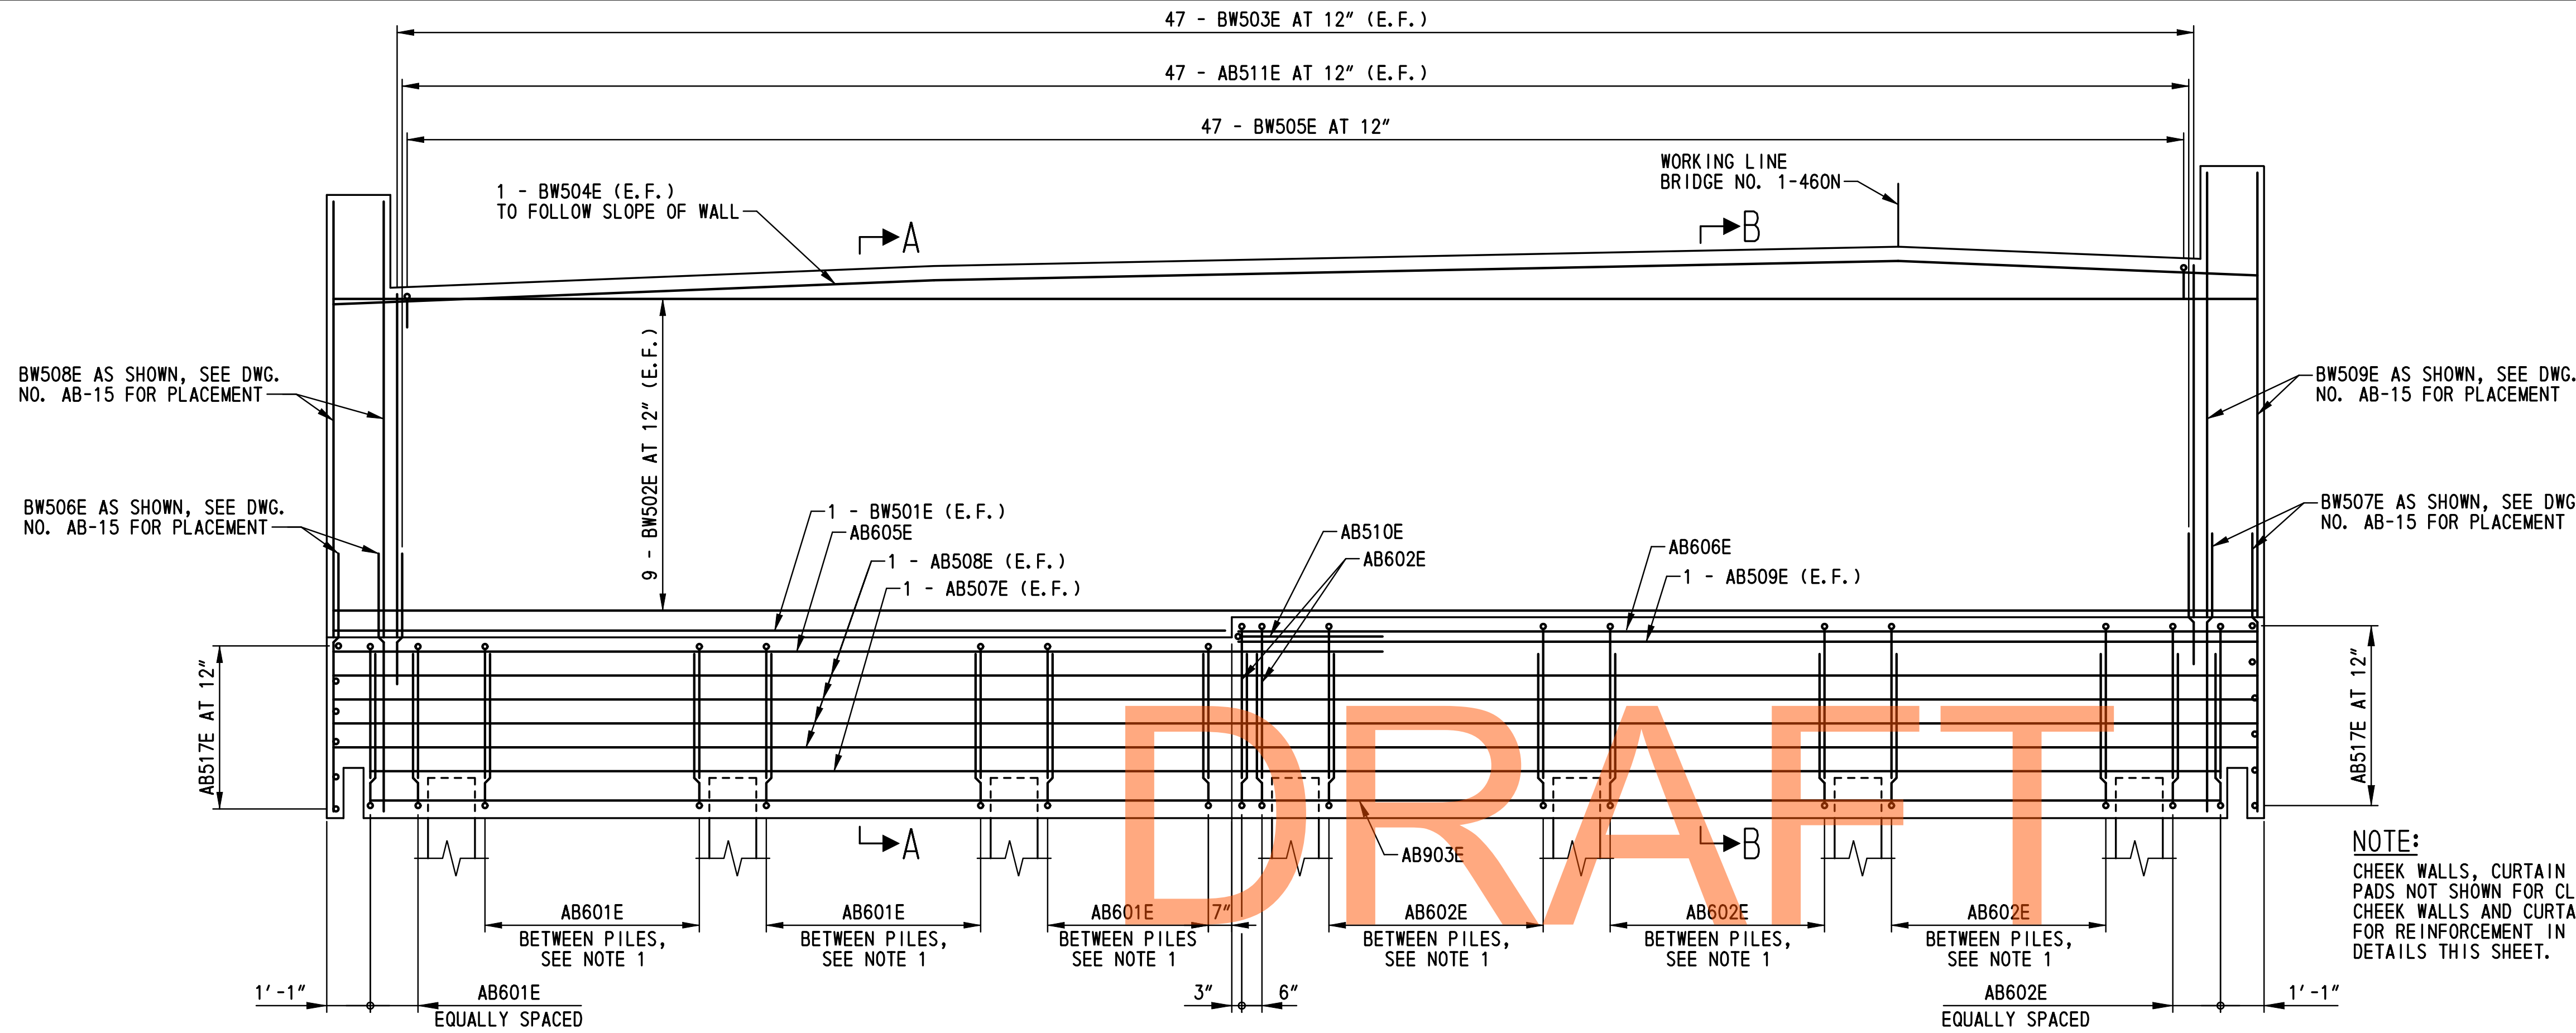 47 - BW503E AT 12" (E.F.)
47 - AB511E AT 12" (E.F.)
47 - BW505E AT 12"
WORKING LINE
BRIDGE NO. 1-460N
1 - BW504E (E.F.)
TO FOLLOW SLOPE OF WALL
A
B
BW508E AS SHOWN, SEE DWG.
NO. AB-15 FOR PLACEMENT
9 - BW502E AT 12" (E.F.)
BW509E AS SHOWN, SEE DWG.
NO. AB-15 FOR PLACEMENT
BW506E AS SHOWN, SEE DWG.
NO. AB-15 FOR PLACEMENT
1 - BW501E (E.F.)
AB605E
1 - AB508E (E.F.)
1 - AB507E (E.F.)
AB510E
AB602E
AB606E
1 - AB509E (E.F.)
BW507E AS SHOWN, SEE DWG
NO. AB-15 FOR PLACEMENT
AB517E AT 12"
AB517E AT 12"
DRAFT
A
B
AB903E
NOTE:
CHEEK WALLS, CURTAIN
PADS NOT SHOWN FOR CL
CHEEK WALLS AND CURTA
FOR REINFORCEMENT IN
DETAILS THIS SHEET.
AB601E
BETWEEN PILES,
SEE NOTE 1
AB601E
BETWEEN PILES,
SEE NOTE 1
AB601E
BETWEEN PILES
SEE NOTE 1
7"
AB602E
BETWEEN PILES,
SEE NOTE 1
AB602E
BETWEEN PILES,
SEE NOTE 1
AB602E
BETWEEN PILES,
SEE NOTE 1
1'-1"
AB601E
EQUALLY SPACED
3"
6"
AB602E
EQUALLY SPACED
1'-1"